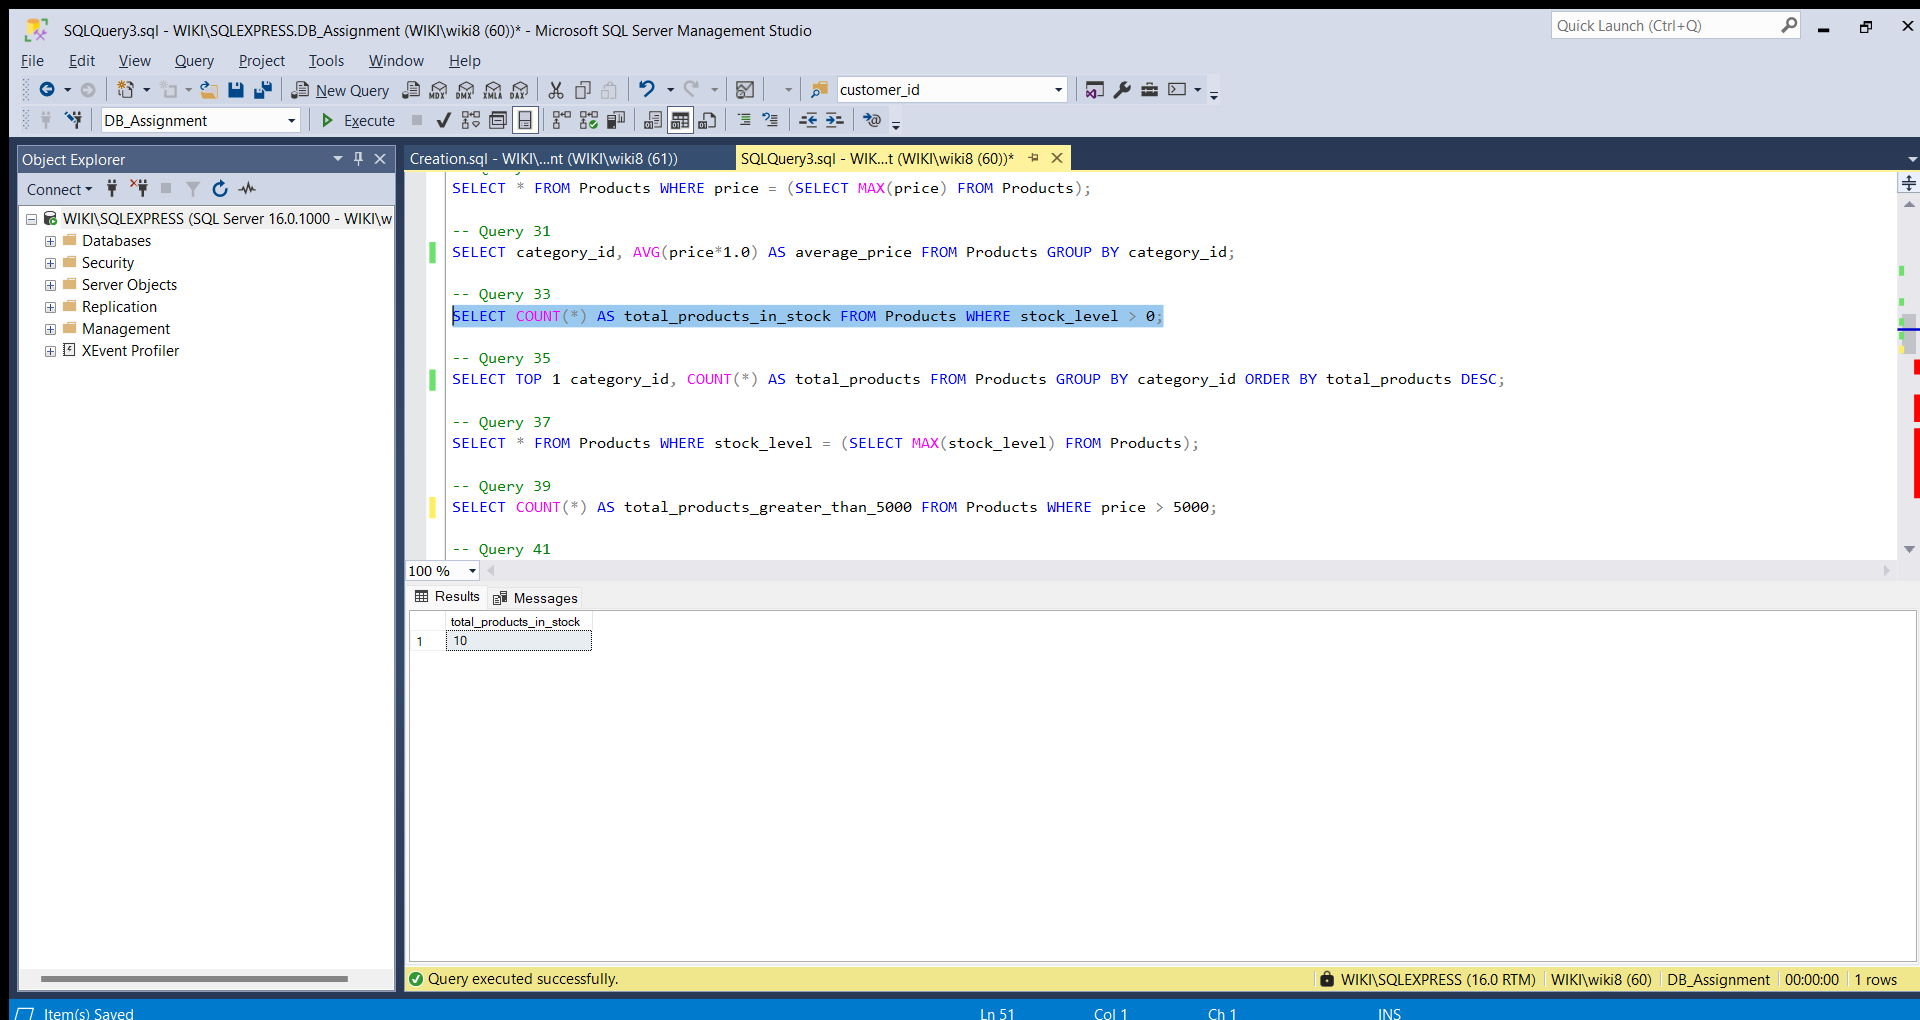 SQLQuery3.sql - WIKI\SQLEXPRESS.DB_Assignment (WIKI\wiki8 (60))* - Microsoft SQL Server Management Studio
Quick Launch (Ctrl+Q)
File Edit View Query Project Tools Window Help
New Query MDX DMX XMLA DAX customer_id
DB_Assignment Execute
Object Explorer
Connect
WIKI\SQLEXPRESS (SQL Server 16.0.1000 - WIKI\w
Databases
Security
Server Objects
Replication
Management
XEvent Profiler
Creation.sql - WIKI\...nt (WIKI\wiki8 (61)) SQLQuery3.sql - WIK...t (WIKI\wiki8 (60))*
SELECT * FROM Products WHERE price = (SELECT MAX(price) FROM Products);
-- Query 31
SELECT category_id, AVG(price*1.0) AS average_price FROM Products GROUP BY category_id;
-- Query 33
SELECT COUNT(*) AS total_products_in_stock FROM Products WHERE stock_level > 0;
-- Query 35
SELECT TOP 1 category_id, COUNT(*) AS total_products FROM Products GROUP BY category_id ORDER BY total_products DESC;
-- Query 37
SELECT * FROM Products WHERE stock_level = (SELECT MAX(stock_level) FROM Products);
-- Query 39
SELECT COUNT(*) AS total_products_greater_than_5000 FROM Products WHERE price > 5000;
-- Query 41
100 %
Results Messages
total_products_in_stock
1 10
Query executed successfully. WIKI\SQLEXPRESS (16.0 RTM) WIKI\wiki8 (60) DB_Assignment 00:00:00 1 rows
Item(s) Saved Ln 51 Col 1 Ch 1 INS